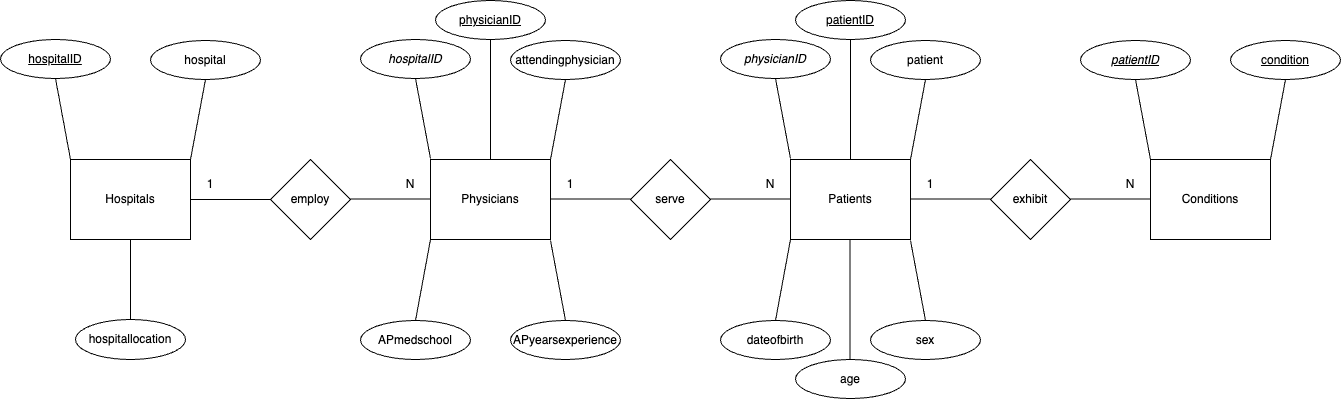 physicianID
patientID
hospitalID
hospital
hospitalID
attendingphysician
physicianID
patient
patientID
condition
1
N
1
N
1
N
Hospitals
employ
Physicians
serve
Patients
exhibit
Conditions
hospitallocation
APmedschool
APyearsexperience
dateofbirth
sex
age